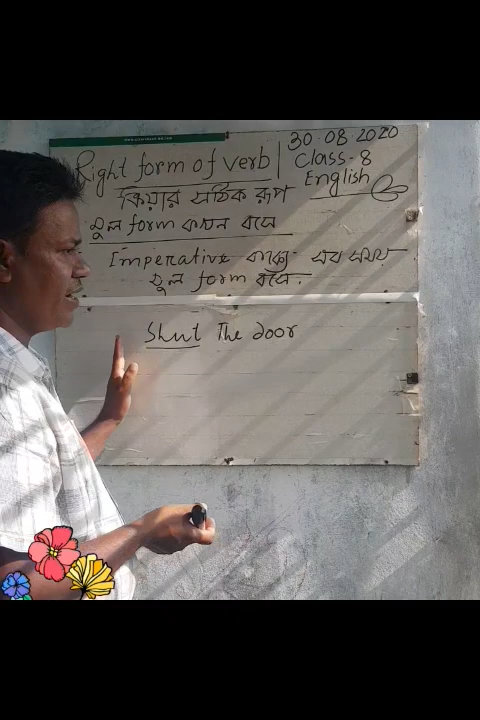 30.08.2020
Right form of verb
Class-8
English
ক্রিয়ার সঠিক রূপ
মুল form কখন বসে
Imperative বাক্যে সব সময়
মুল form বসে.
Shut The door